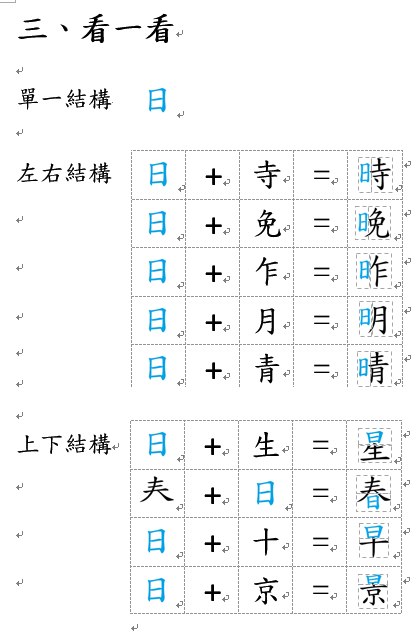 三、看一看
單一結構 日
左右結構 日 + 寺 = 時
日 + 免 = 晚
日 + 乍 = 昨
日 + 月 = 明
日 + 青 = 晴
上下結構 日 + 生 = 星
𡗗 + 日 = 春
日 + 十 = 早
日 + 京 = 景